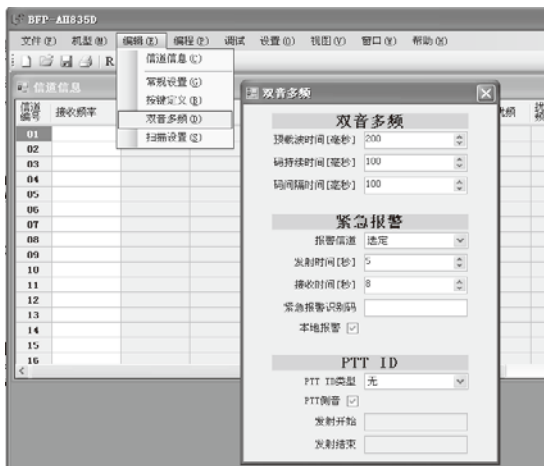 BFP-AH835D
文件(F) 机型(M) 编辑(E) 编程(P) 调试 设置(O) 视图(V) 窗口(W) 帮助(H)
R
信道信息(C)
常规设置(G)
按键定义(B)
双音多频(D)
扫描设置(S)
信道信息
信道编号 接收频率
01
02
03
04
05
06
07
08
09
10
11
12
13
14
15
16
双音多频
双音多频
预载波时间[毫秒] 200
码持续时间[毫秒] 100
码间隔时间[毫秒] 100
紧急报警
报警信道 选定
发射时间[秒] 5
接收时间[秒] 8
紧急报警识别码
本地报警
PTT ID
PTT ID类型 无
PTT侧音
发射开始
发射结束